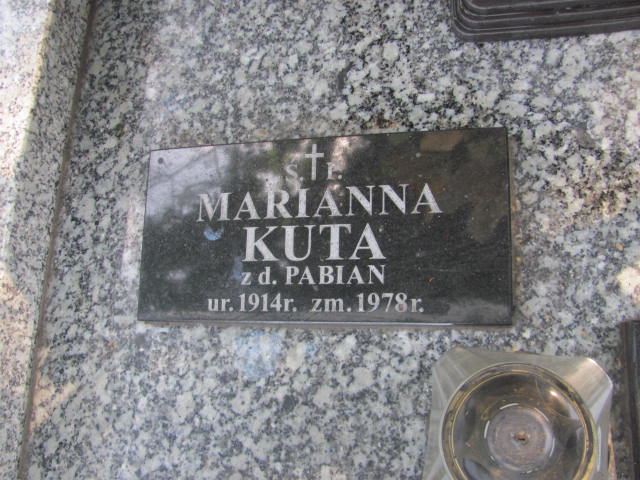 Ś.†P.
MARIANNA
KUTA
z d. PABIAN
ur. 1914r. zm. 1978r.